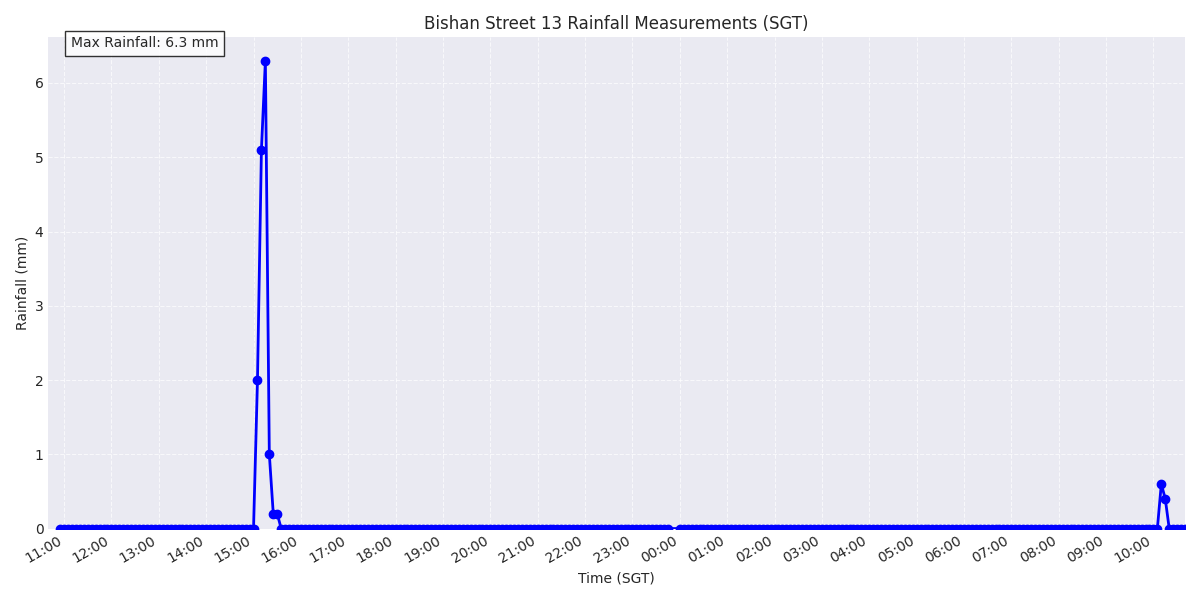 Bishan Street 13 Rainfall Measurements (SGT)
Max Rainfall: 6.3 mm
6
5
4
3
2
1
0
Rainfall (mm)
11:00 12:00 13:00 14:00 15:00 16:00 17:00 18:00 19:00 20:00 21:00 22:00 23:00 00:00 01:00 02:00 03:00 04:00 05:00 06:00 07:00 08:00 09:00 10:00
Time (SGT)